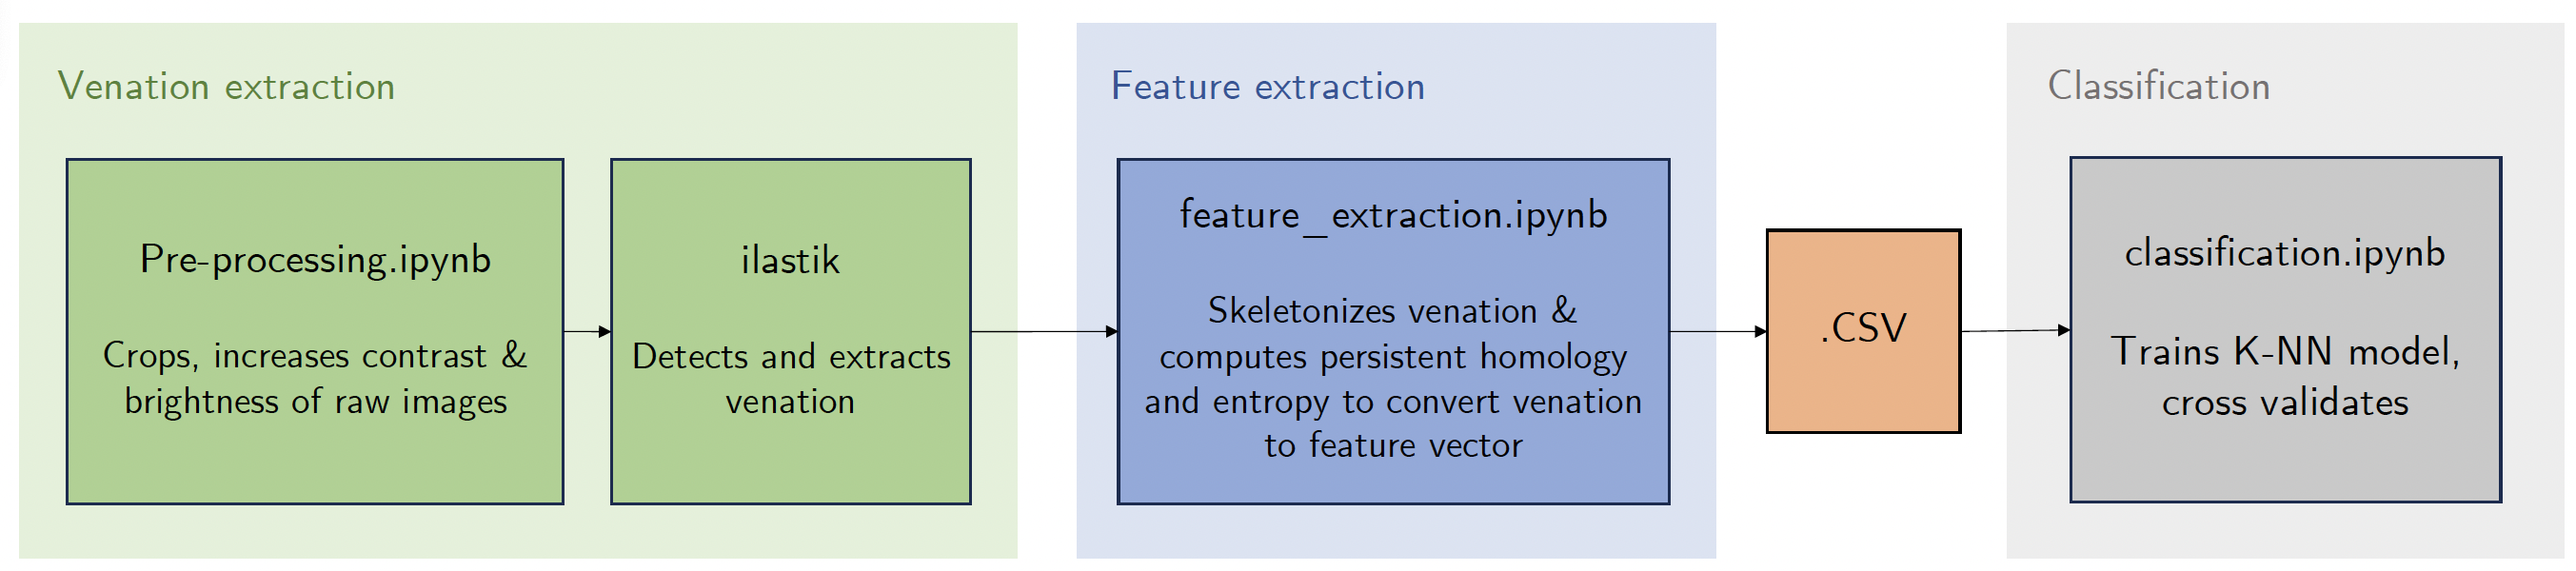 Venation extraction
Pre-processing.ipynb
Crops, increases contrast &
brightness of raw images
ilastik
Detects and extracts
venation
Feature extraction
feature_extraction.ipynb
Skeletonizes venation &
computes persistent homology
and entropy to convert venation
to feature vector
.CSV
Classification
classification.ipynb
Trains K-NN model,
cross validates